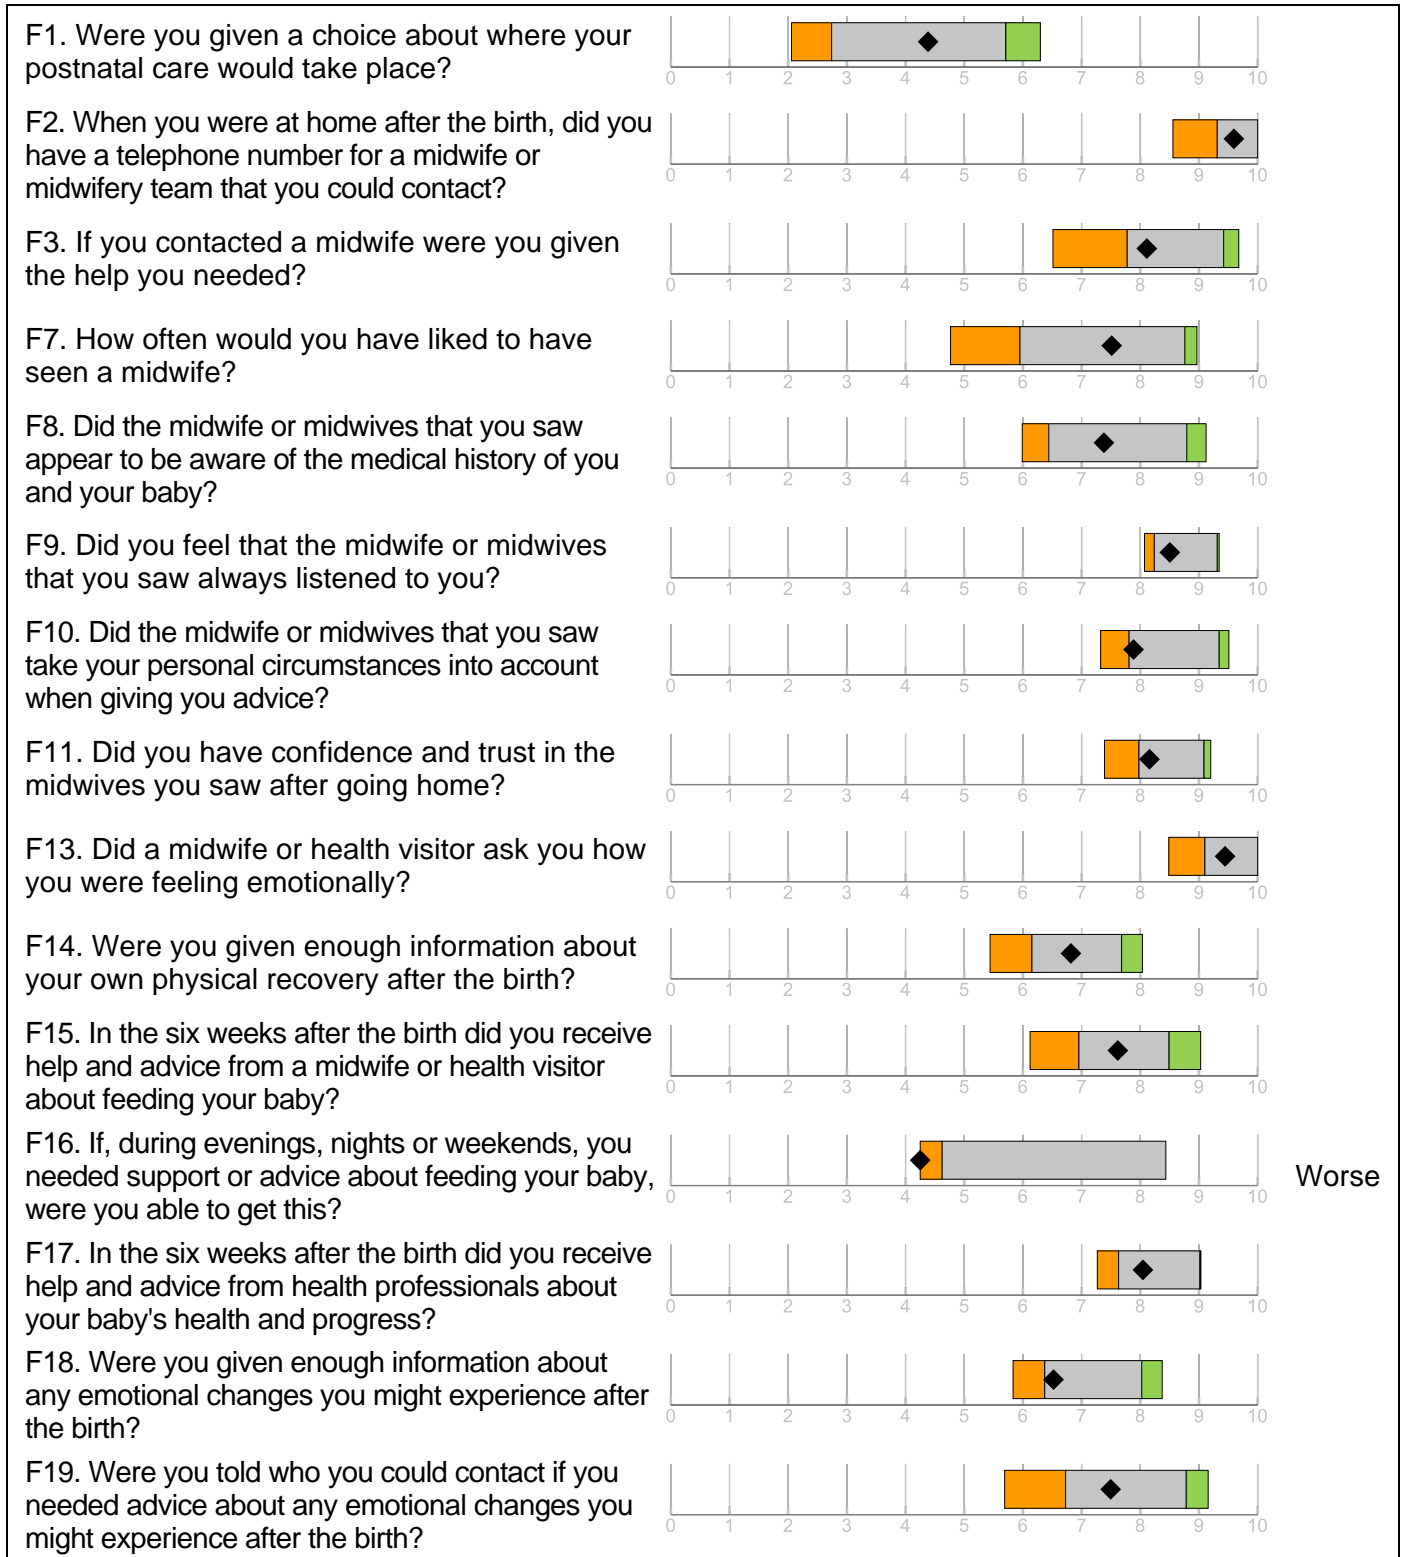 F1. Were you given a choice about where your
postnatal care would take place?
0 1 2 3 4 5 6 7 8 9 10
F2. When you were at home after the birth, did you
have a telephone number for a midwife or
midwifery team that you could contact?
0 1 2 3 4 5 6 7 8 9 10
F3. If you contacted a midwife were you given
the help you needed?
0 1 2 3 4 5 6 7 8 9 10
F7. How often would you have liked to have
seen a midwife?
0 1 2 3 4 5 6 7 8 9 10
F8. Did the midwife or midwives that you saw
appear to be aware of the medical history of you
and your baby?
0 1 2 3 4 5 6 7 8 9 10
F9. Did you feel that the midwife or midwives
that you saw always listened to you?
0 1 2 3 4 5 6 7 8 9 10
F10. Did the midwife or midwives that you saw
take your personal circumstances into account
when giving you advice?
0 1 2 3 4 5 6 7 8 9 10
F11. Did you have confidence and trust in the
midwives you saw after going home?
0 1 2 3 4 5 6 7 8 9 10
F13. Did a midwife or health visitor ask you how
you were feeling emotionally?
0 1 2 3 4 5 6 7 8 9 10
F14. Were you given enough information about
your own physical recovery after the birth?
0 1 2 3 4 5 6 7 8 9 10
F15. In the six weeks after the birth did you receive
help and advice from a midwife or health visitor
about feeding your baby?
0 1 2 3 4 5 6 7 8 9 10
F16. If, during evenings, nights or weekends, you
needed support or advice about feeding your baby,
were you able to get this?
0 1 2 3 4 5 6 7 8 9 10
Worse
F17. In the six weeks after the birth did you receive
help and advice from health professionals about
your baby's health and progress?
0 1 2 3 4 5 6 7 8 9 10
F18. Were you given enough information about
any emotional changes you might experience after
the birth?
0 1 2 3 4 5 6 7 8 9 10
F19. Were you told who you could contact if you
needed advice about any emotional changes you
might experience after the birth?
0 1 2 3 4 5 6 7 8 9 10